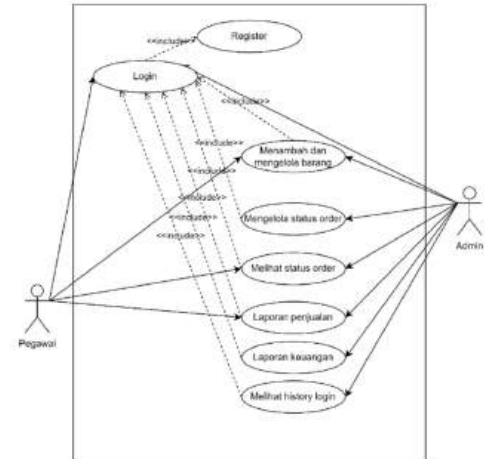 Register
<<include>>
Login
<<include>>
<<include>>
Menambah dan
mengelola barang
<<include>>
<<include>>
Admin
<<include>>
Mengelola status order
<<include>>
Melihat status order
Pegawai
Laporan penjualan
Laporan keuangan
Melihat history login